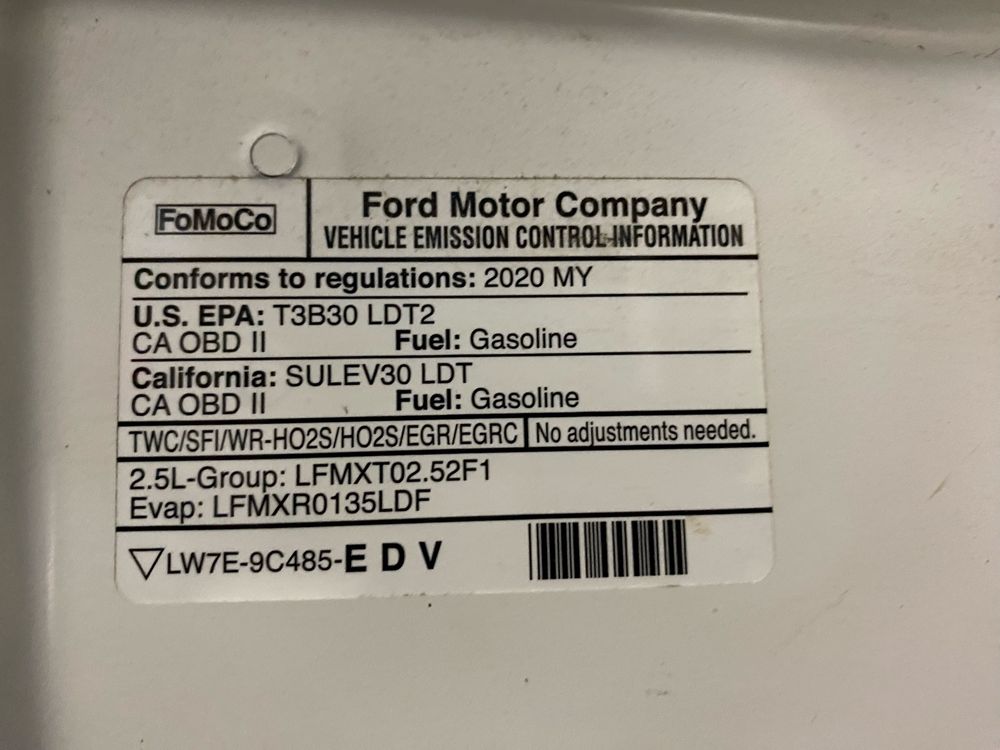 FoMoCo
Ford Motor Company
VEHICLE EMISSION CONTROL INFORMATION
Conforms to regulations: 2020 MY
U.S. EPA: T3B30 LDT2
CA OBD II Fuel: Gasoline
California: SULEV30 LDT
CA OBD II Fuel: Gasoline
TWC/SFI/WR-HO2S/HO2S/EGR/EGRC No adjustments needed.
2.5L-Group: LFMXT02.52F1
Evap: LFMXR0135LDF
▽LW7E-9C485-E D V